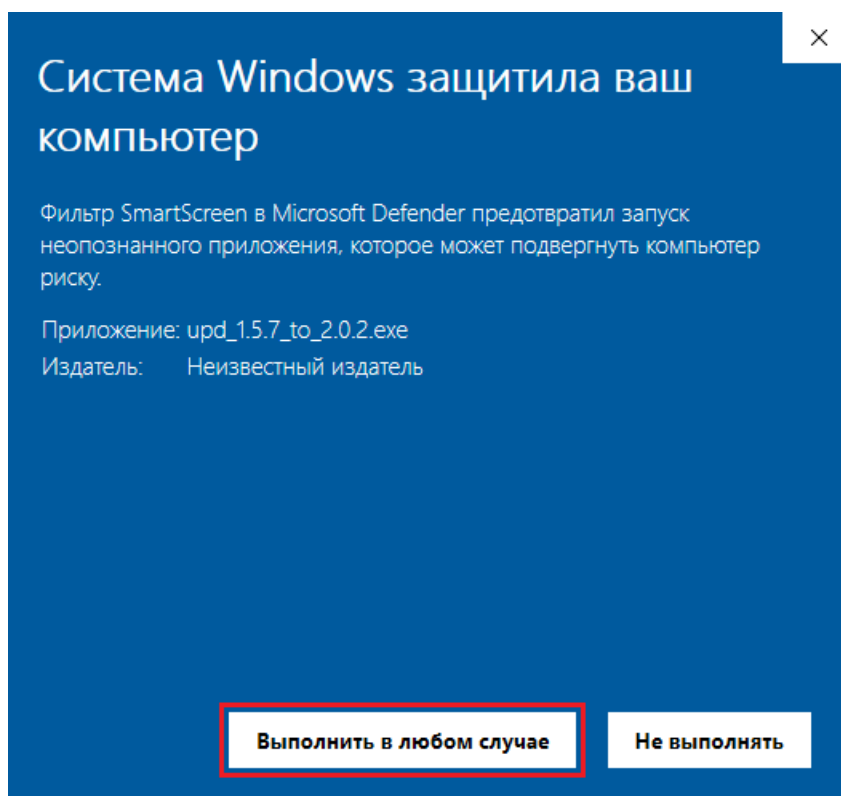 Система Windows защитила ваш
компьютер
Фильтр SmartScreen в Microsoft Defender предотвратил запуск
неопознанного приложения, которое может подвергнуть компьютер
риску.
Приложение: upd_1.5.7_to_2.0.2.exe
Издатель: Неизвестный издатель
Выполнить в любом случае Не выполнять